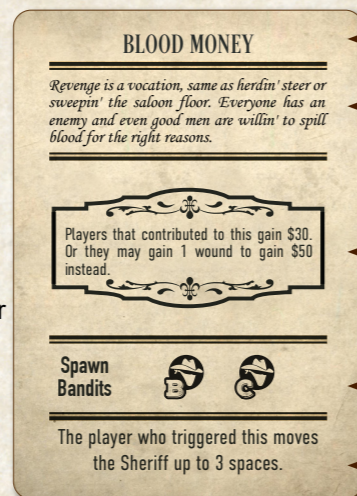 BLOOD MONEY
Revenge is a vocation, same as herdin' steer or
sweepin' the saloon floor. Everyone has an
enemy and even good men are willin' to spill
blood for the right reasons.
Players that contributed to this gain $30.
Or they may gain 1 wound to gain $50
instead.
r
Spawn
Bandits
B
C
The player who triggered this moves
the Sheriff up to 3 spaces.